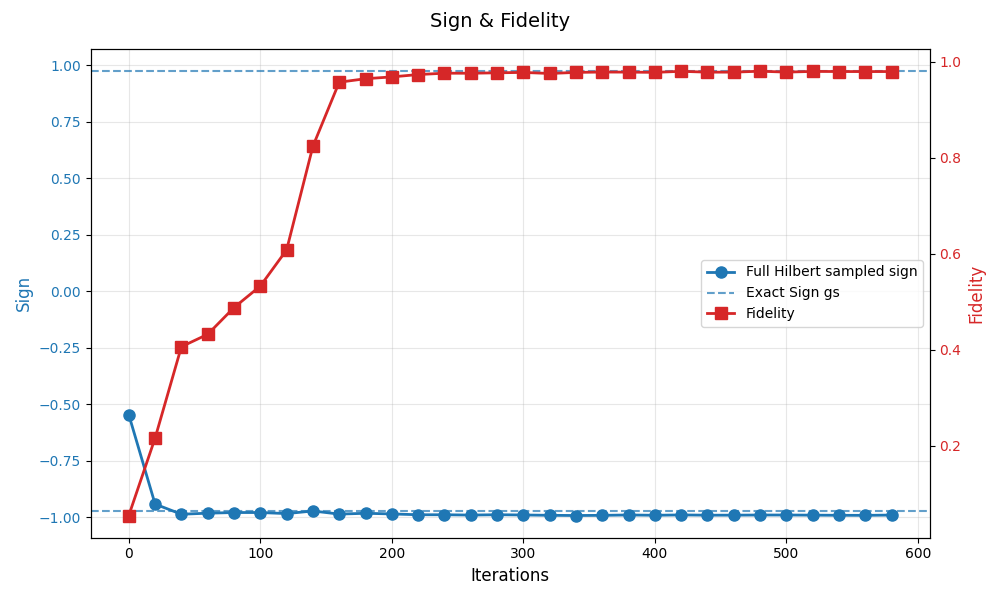 Sign & Fidelity
Sign
1.00
0.75
0.50
0.25
0.00
−0.25
−0.50
−0.75
−1.00
Full Hilbert sampled sign
Exact Sign gs
Fidelity
1.0
0.8
0.6
0.4
0.2
Fidelity
0 100 200 300 400 500 600
Iterations